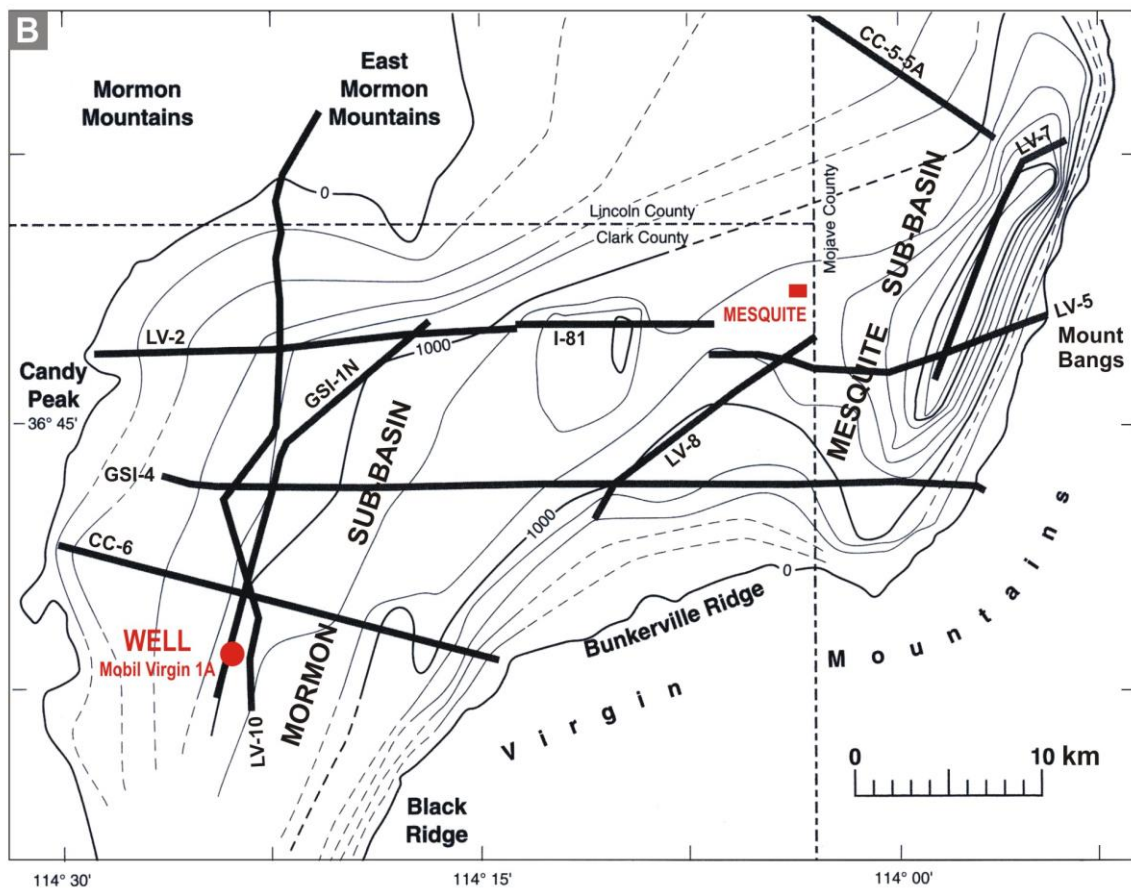 B
Mormon
Mountains
East
Mormon
Mountains
CC-5-5A
LV-7
0
Lincoln County
Clark County
Mojave County
SUB-BASIN
MESQUITE
MESQUITE
LV-2
1000
I-81
LV-5
Mount
Bangs
Candy
Peak
GSI-1N
36° 45'
SUB-BASIN
LV-8
GSI-4
1000
CC-6
0
Bunkerville Ridge
WELL
Mobil Virgin 1A
MORMON
LV-10
Virgin Mountains
0 10 km
Black
Ridge
114° 30'
114° 15'
114° 00'